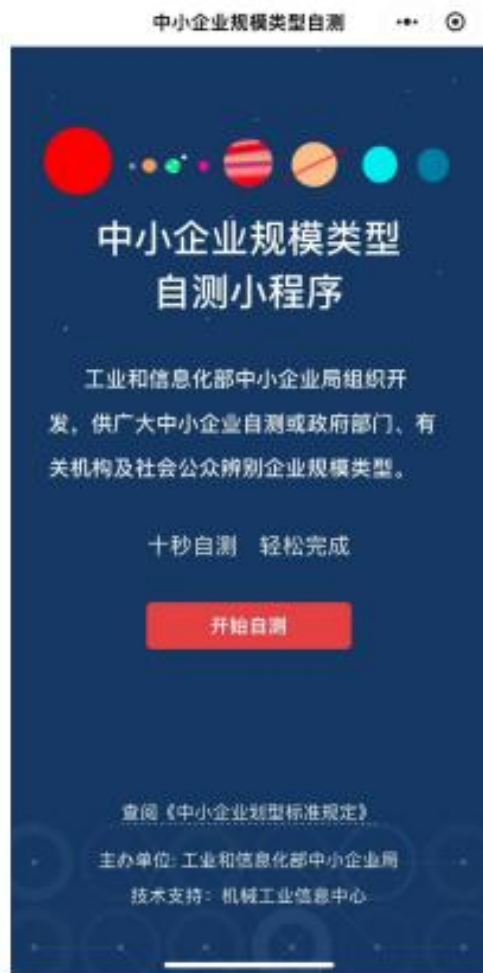 中小企业规模类型自测
中小企业规模类型
自测小程序
工业和信息化部中小企业局组织开
发，供广大中小企业自测或政府部门、有
关机构及社会公众辨别企业规模类型。
十秒自测 轻松完成
开始自测
查阅《中小企业划型标准规定》
主办单位: 工业和信息化部中小企业局
技术支持：机械工业信息中心